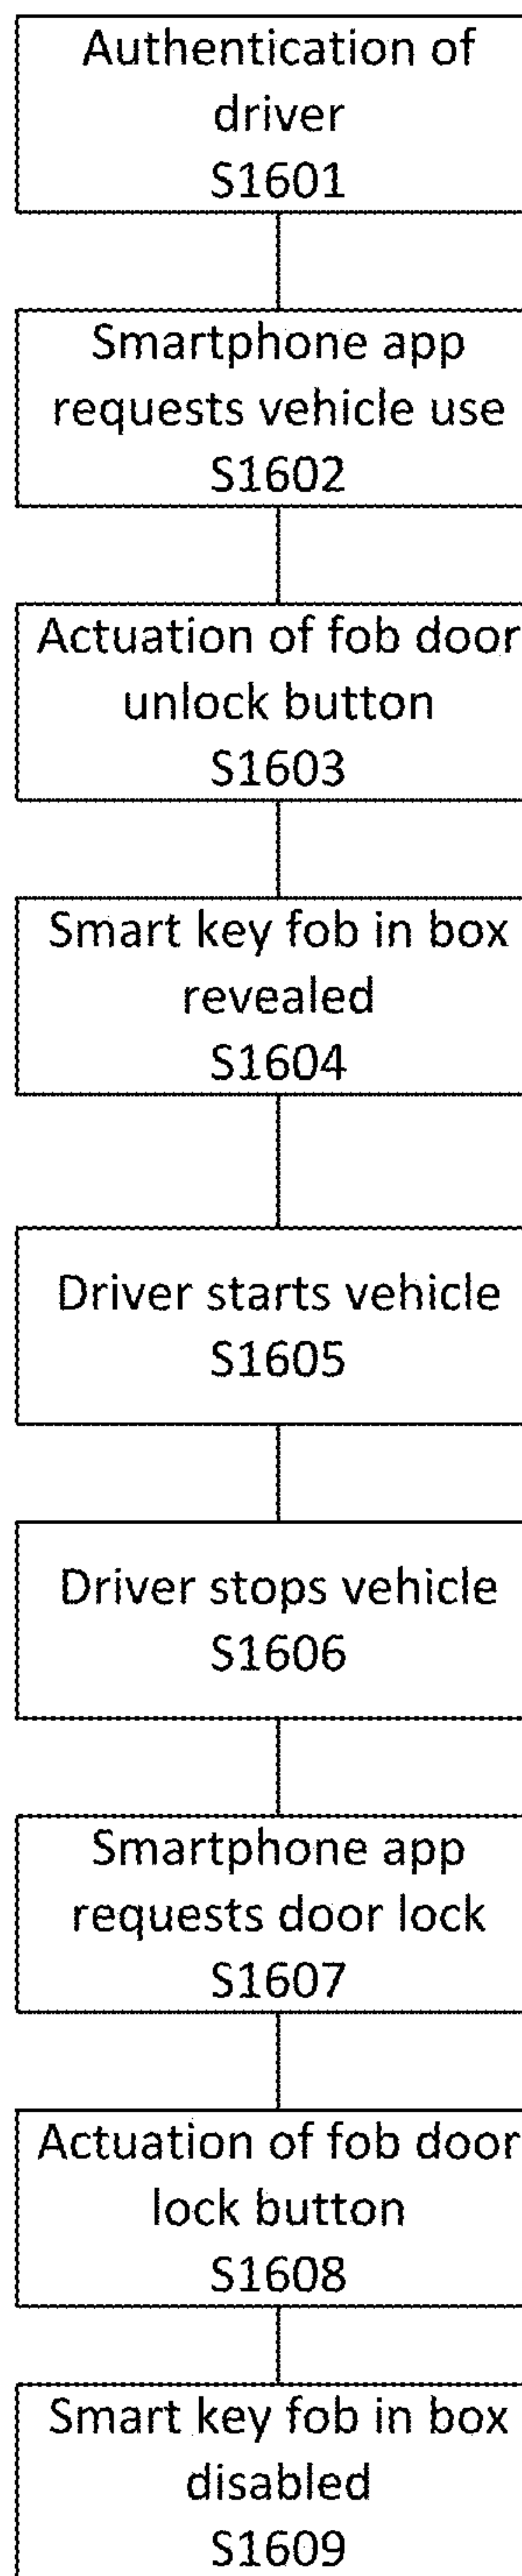 Authentication of
driver
S1601
Smartphone app
requests vehicle use
S1602
Actuation of fob door
unlock button
S1603
Smart key fob in box
revealed
S1604
Driver starts vehicle
S1605
Driver stops vehicle
S1606
Smartphone app
requests door lock
S1607
Actuation of fob door
lock button
S1608
Smart key fob in box
disabled
S1609